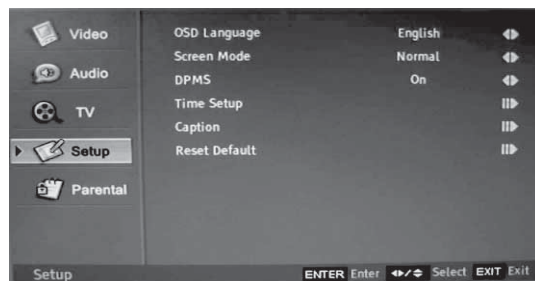 Video
Audio
TV
Setup
Parental
OSD Language English
Screen Mode Normal
DPMS On
Time Setup
Caption
Reset Default
Setup ENTER Enter Select EXIT Exit